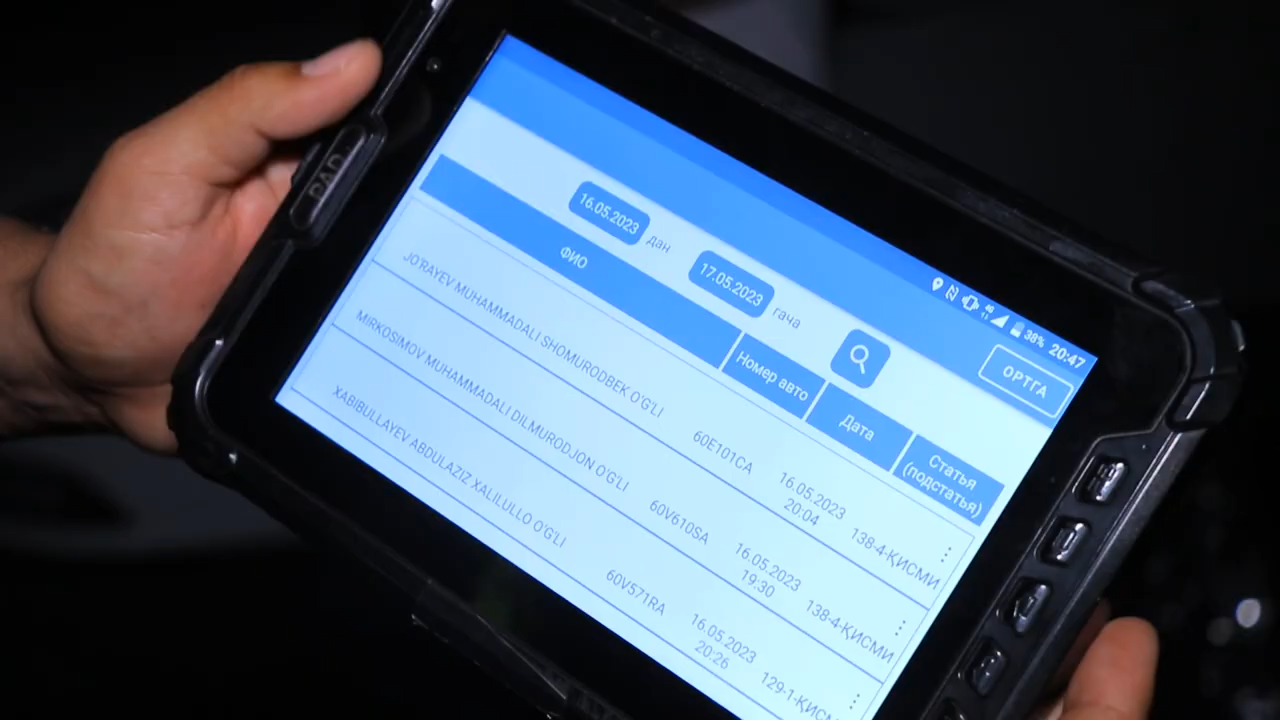 PAD
38% 20:47
ОРТГА
16.05.2023 дан 17.05.2023 гача
ФИО Номер авто Дата Статья (подстатья)
JO'RAYEV MUHAMMADALI SHOMURODBEK O'G'LI 60E101CA 16.05.2023 20:04 138-4-ҚИСМИ
MIRKOSIMOV MUHAMMADALI DILMURODJON O'G'LI 60V610SA 16.05.2023 19:30 138-4-ҚИСМИ
XABIBULLAYEV ABDULAZIZ XALILULLO O'G'LI 60V571RA 16.05.2023 20:26